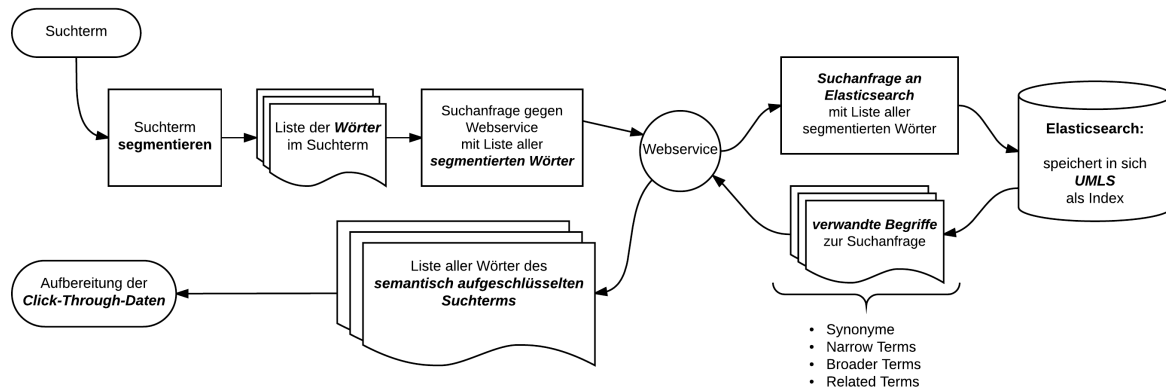 Suchterm
Suchterm
segmentieren
Liste der Wörter
im Suchterm
Suchanfrage gegen
Webservice
mit Liste aller
segmentierten Wörter
Webservice
Suchanfrage an
Elasticsearch
mit Liste aller
segmentierten Wörter
Elasticsearch:
speichert in sich
UMLS
als Index
verwandte Begriffe
zur Suchanfrage
• Synonyme
• Narrow Terms
• Broader Terms
• Related Terms
Liste aller Wörter des
semantisch aufgeschlüsselten
Suchterms
Aufbereitung der
Click-Through-Daten